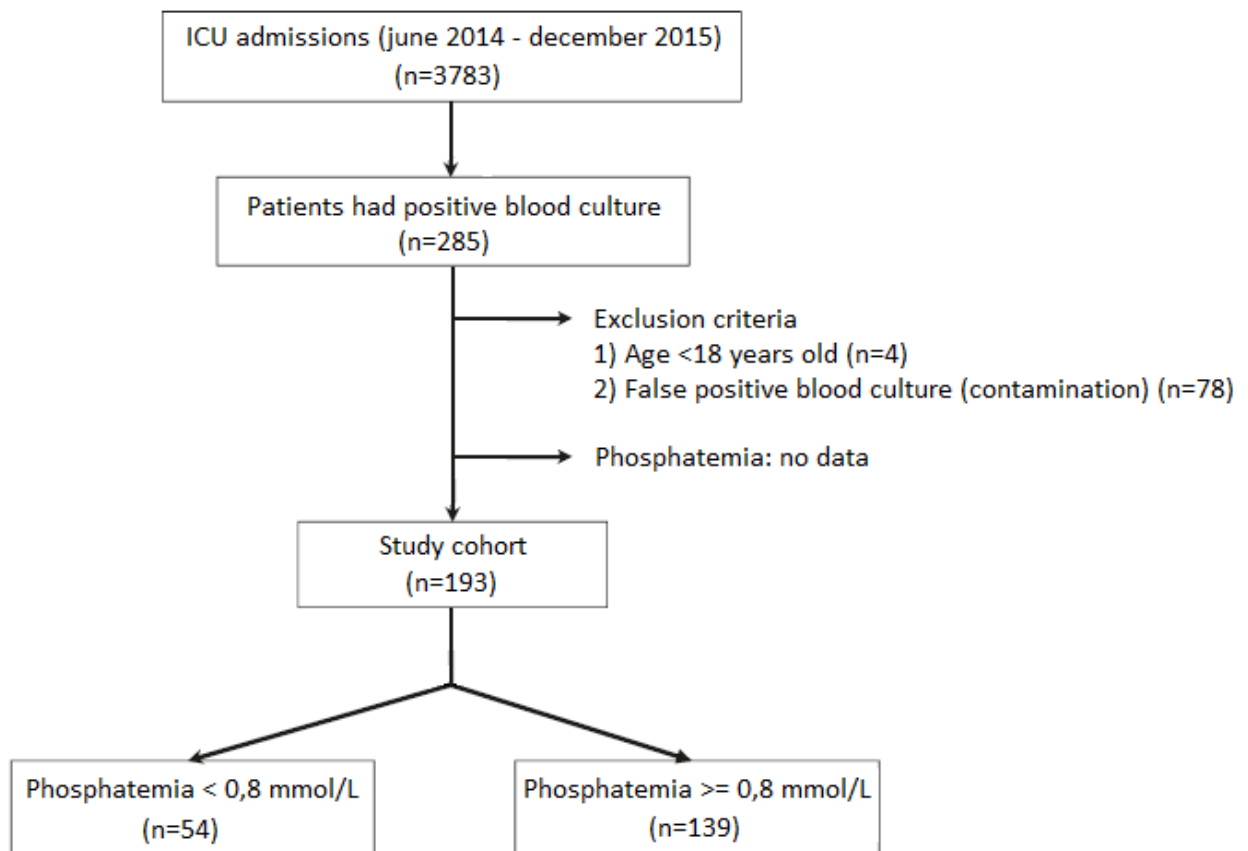 ICU admissions (june 2014 - december 2015)
(n=3783)
Patients had positive blood culture
(n=285)
Exclusion criteria
1) Age <18 years old (n=4)
2) False positive blood culture (contamination) (n=78)
Phosphatemia: no data
Study cohort
(n=193)
Phosphatemia < 0,8 mmol/L
(n=54)
Phosphatemia >= 0,8 mmol/L
(n=139)